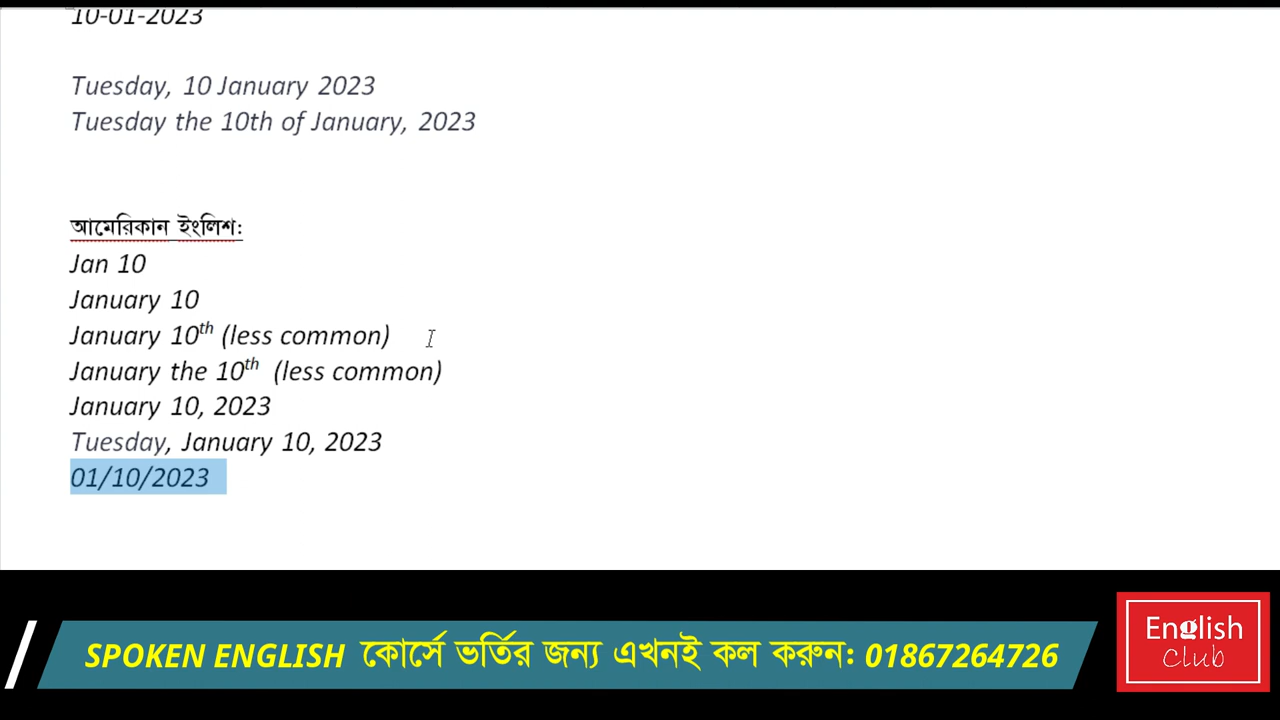 10-01-2023
Tuesday, 10 January 2023
Tuesday the 10th of January, 2023
আমেরিকান ইংলিশ:
Jan 10
January 10
January 10th (less common)
January the 10th (less common)
January 10, 2023
Tuesday, January 10, 2023
01/10/2023
SPOKEN ENGLISH কোর্সে ভর্তির জন্য এখনই কল করুন: 01867264726
English
Club